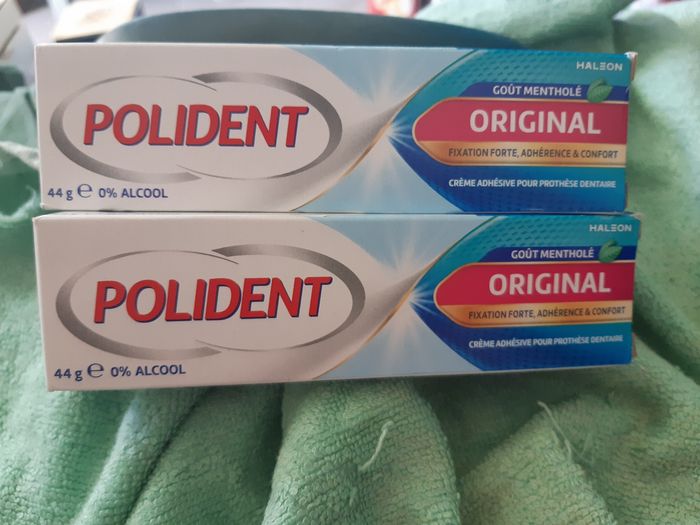 HALEON
GOÛT MENTHOLÉ
POLIDENT
ORIGINAL
FIXATION FORTE, ADHÉRENCE & CONFORT
CRÈME ADHÉSIVE POUR PROTHÈSE DENTAIRE
44 g e 0% ALCOOL
HALEON
GOÛT MENTHOLÉ
POLIDENT
ORIGINAL
FIXATION FORTE, ADHÉRENCE & CONFORT
CRÈME ADHÉSIVE POUR PROTHÈSE DENTAIRE
44 g e 0% ALCOOL